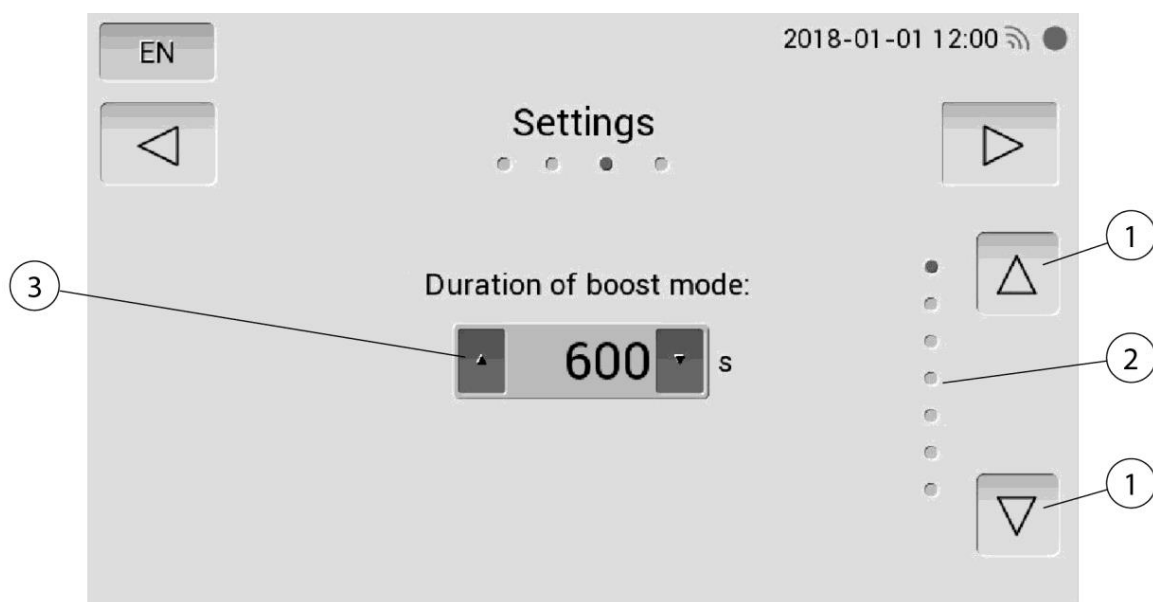 EN
2018-01-01 12:00
Settings
1
3
Duration of boost mode:
600 s
2
1